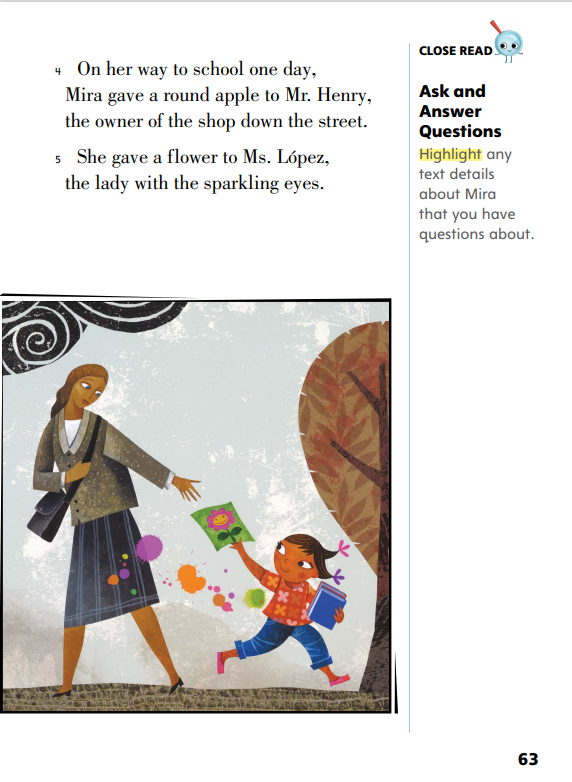 4 On her way to school one day,
Mira gave a round apple to Mr. Henry,
the owner of the shop down the street.
5 She gave a flower to Ms. López,
the lady with the sparkling eyes.
CLOSE READ
Ask and
Answer
Questions
Highlight any
text details
about Mira
that you have
questions about.
63